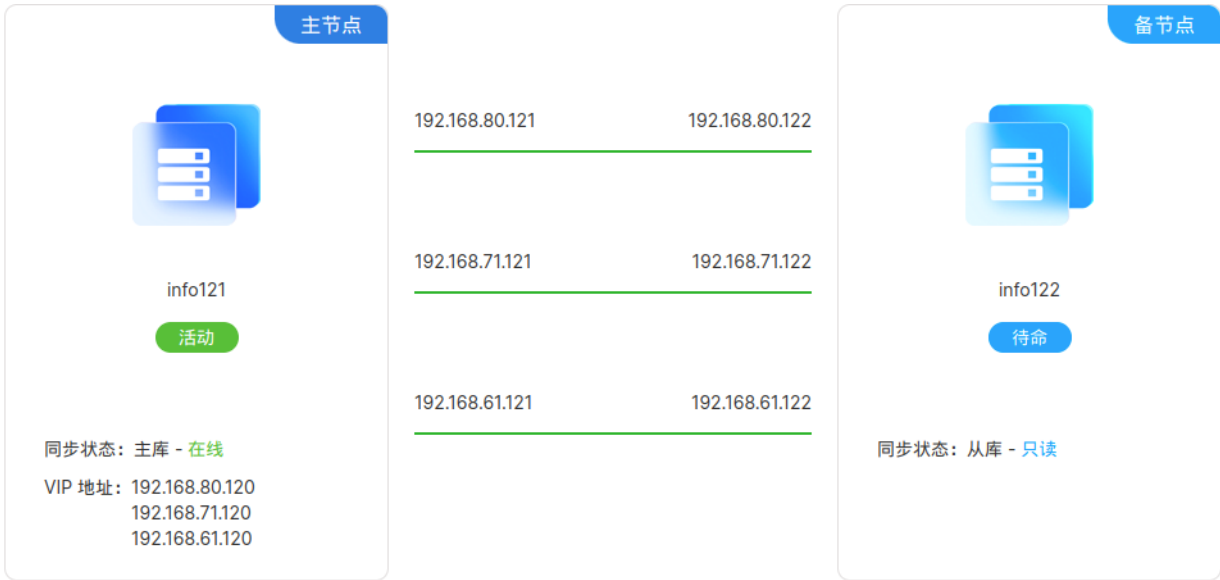 主节点
info121
活动
同步状态：主库 - 在线
VIP 地址：192.168.80.120
192.168.71.120
192.168.61.120
192.168.80.121 192.168.80.122
192.168.71.121 192.168.71.122
192.168.61.121 192.168.61.122
备节点
info122
待命
同步状态：从库 - 只读